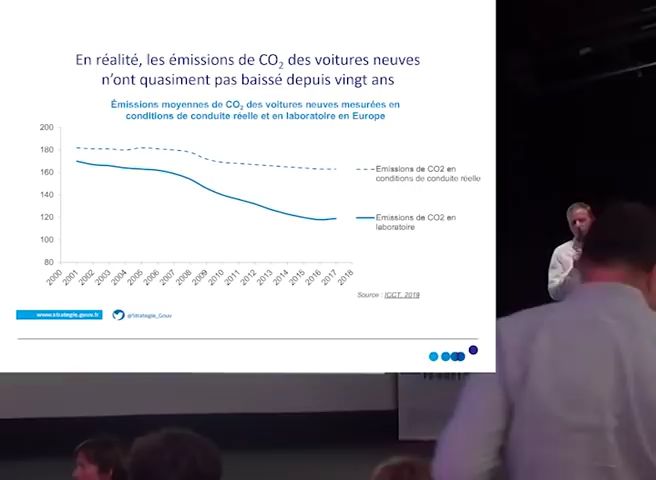 En réalité, les émissions de CO2 des voitures neuves
n'ont quasiment pas baissé depuis vingt ans
Émissions moyennes de CO2 des voitures neuves mesurées en
conditions de conduite réelle et en laboratoire en Europe
200
180
160
140
120
100
80
2000 2001 2002 2003 2004 2005 2006 2007 2008 2009 2010 2011 2012 2013 2014 2015 2016 2017 2018
Emissions de CO2 en
conditions de conduite réelle
Emissions de CO2 en
laboratoire
Source : ICCT, 2019
www.strategie.gouv.fr
@Strategie_Gouv